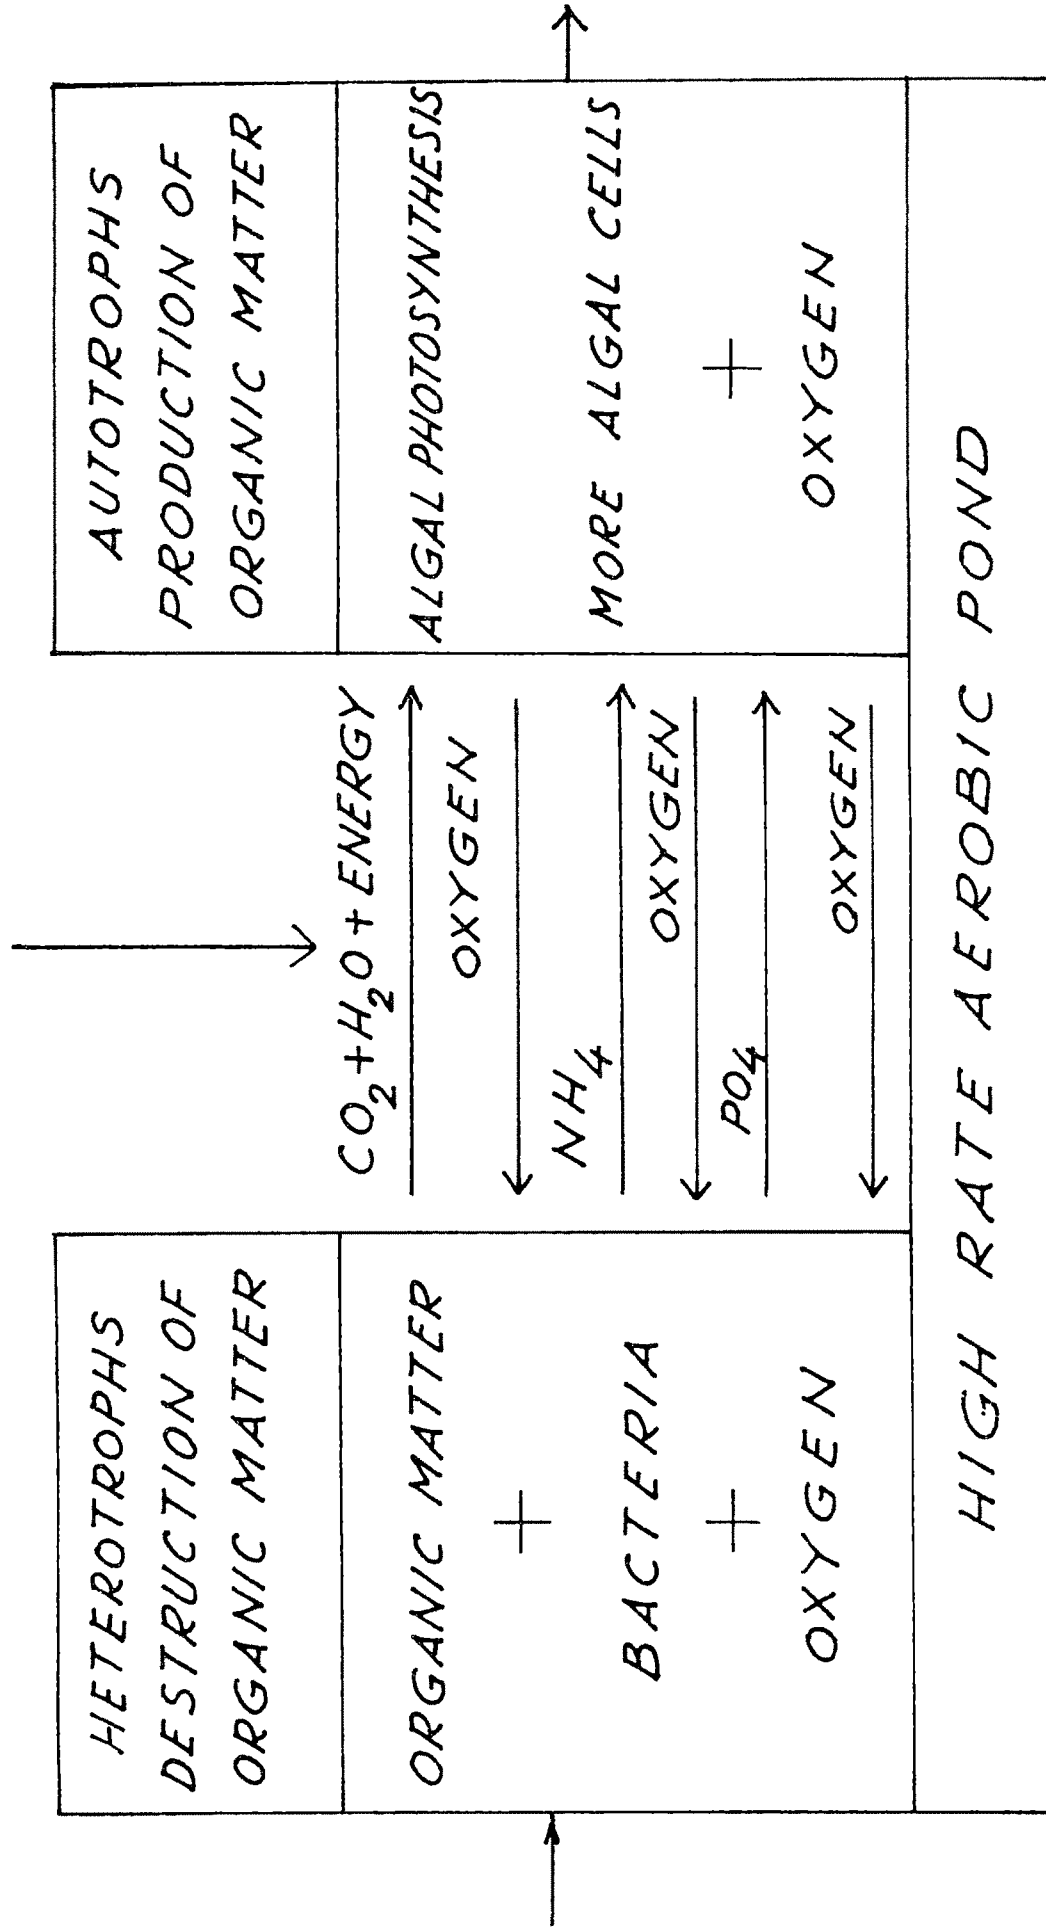 HETEROTROPHS
DESTRUCTION OF
ORGANIC MATTER
ORGANIC MATTER
+
BACTERIA
+
OXYGEN
CO₂+H₂O+ENERGY
OXYGEN
NH₄
OXYGEN
PO₄
OXYGEN
AUTOTROPHS
PRODUCTION OF
ORGANIC MATTER
ALGAL PHOTOSYNTHESIS
MORE ALGAL CELLS
+
OXYGEN
HIGH RATE AEROBIC POND